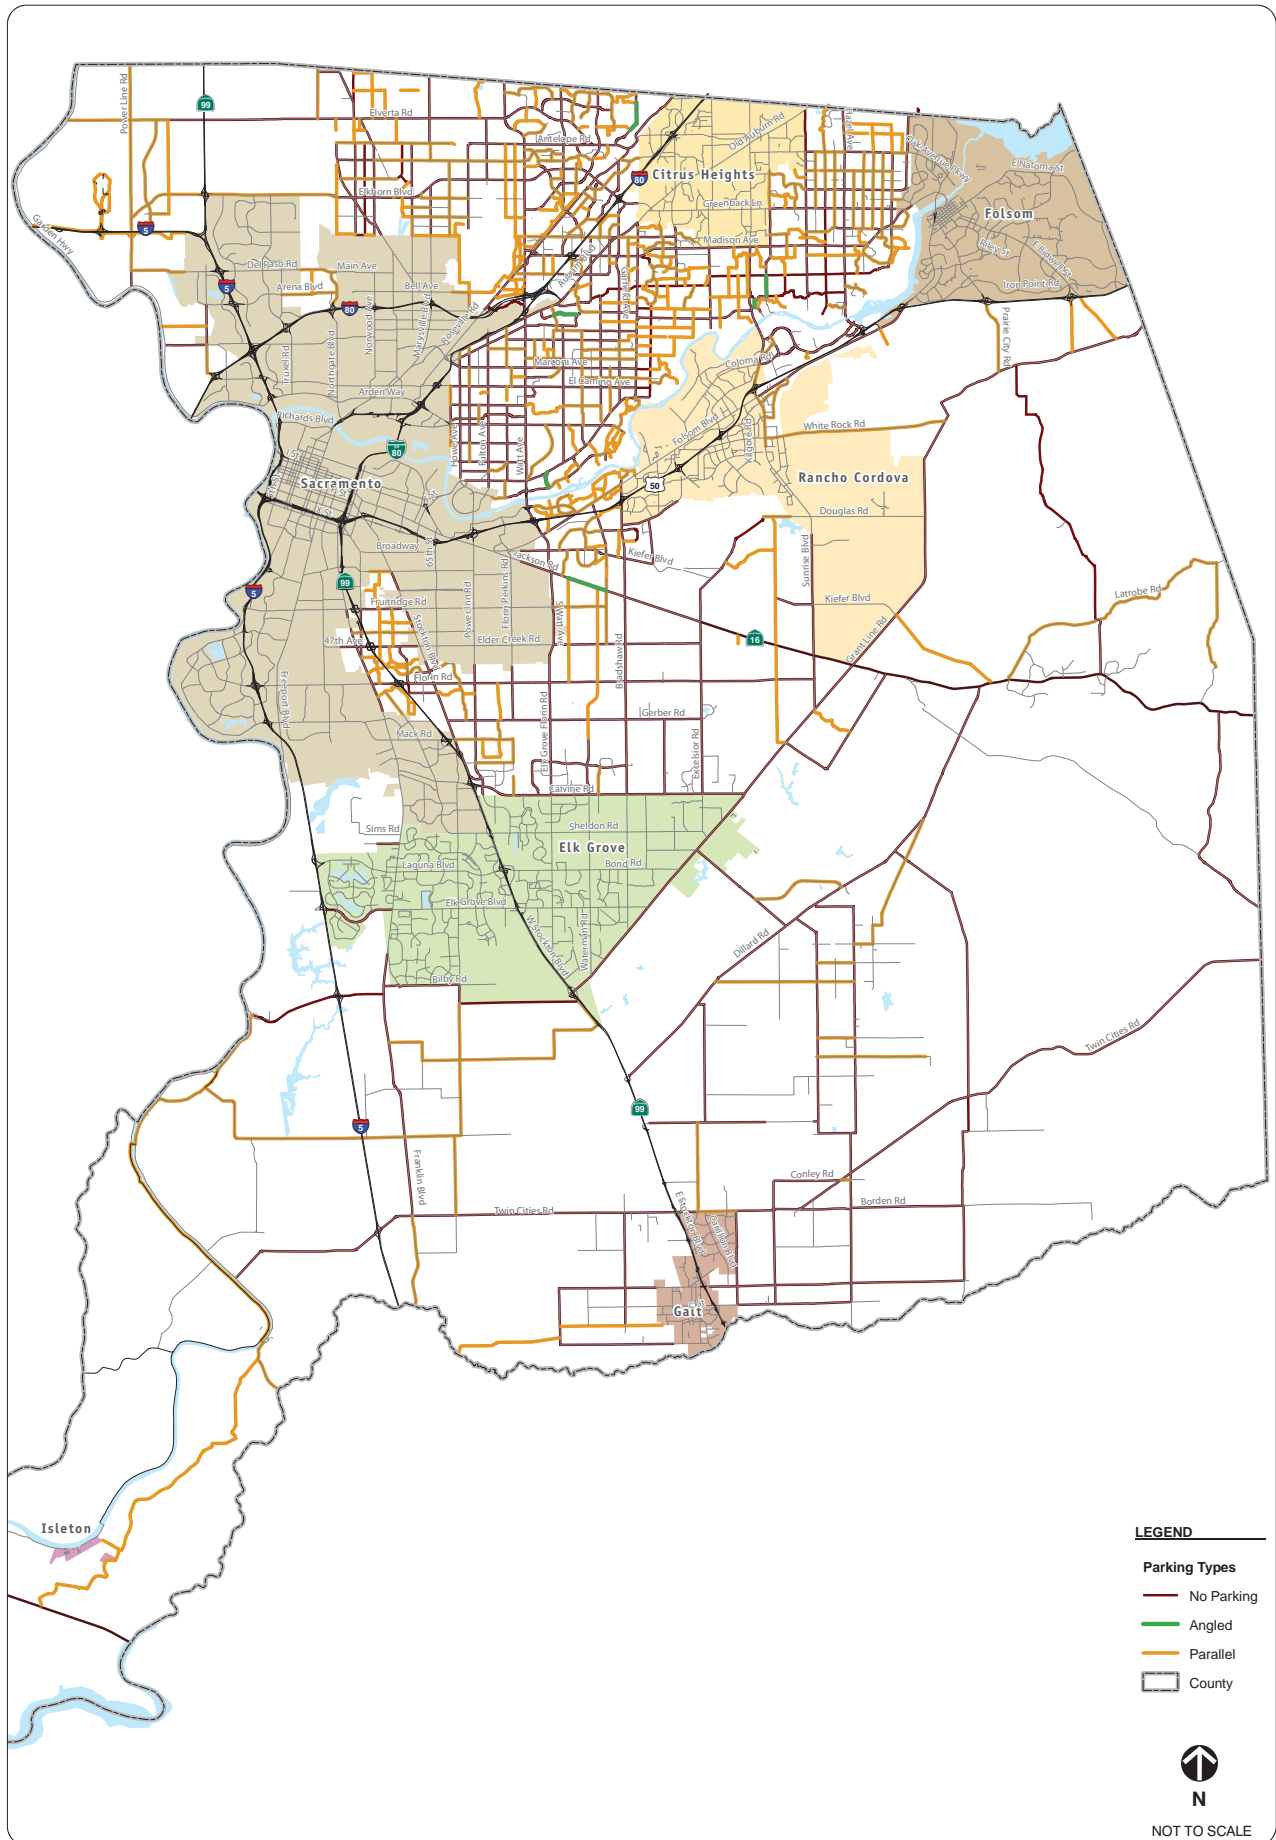 Power Line Rd
99
Elverta Rd
Antelope Rd
Old Auburn Rd
Hazel Ave
Oak Avenue Pkwy
E Natoma St
80
Citrus Heights
Elkhorn Blvd
Greenback Ln
Folsom
Garden Hwy
5
Madison Ave
Riley St
E Bidwell St
Del Paso Rd
Main Ave
Auburn Blvd
Garfield Ave
Iron Point Rd
5
Arena Blvd
Bell Ave
80
Norwood Ave
Marysville Blvd
Roseville Rd
Prairie City Rd
Truxel Rd
Northgate Blvd
Marconi Ave
Coloma Rd
El Camino Ave
Arden Way
Richards Blvd
Folsom Blvd
Kilgore Rd
White Rock Rd
80
Howe Ave
Fulton Ave
Watt Ave
I St
Sacramento
50
Rancho Cordova
X St
Douglas Rd
Broadway
65th St
Jackson Rd
Kiefer Blvd
Sunrise Blvd
5
99
Power Inn Rd
Florin Perkins Rd
Latrobe Rd
Fruitridge Rd
Stockton Blvd
S Watt Ave
Kiefer Blvd
47th Ave
Elder Creek Rd
Bradshaw Rd
16
Grant Line Rd
Florin Rd
Freeport Blvd
Elk Grove Florin Rd
Gerber Rd
Mack Rd
Excelsior Rd
Calvine Rd
Sims Rd
Sheldon Rd
Elk Grove
Laguna Blvd
Bond Rd
Elk Grove Blvd
W Stockton Blvd
Waterman Rd
Dillard Rd
Bilby Rd
Twin Cities Rd
99
5
Franklin Blvd
Conley Rd
Twin Cities Rd
E Stockton Blvd
Borden Rd
Galt
Isleton
LEGEND
Parking Types
No Parking
Angled
Parallel
County
N
NOT TO SCALE